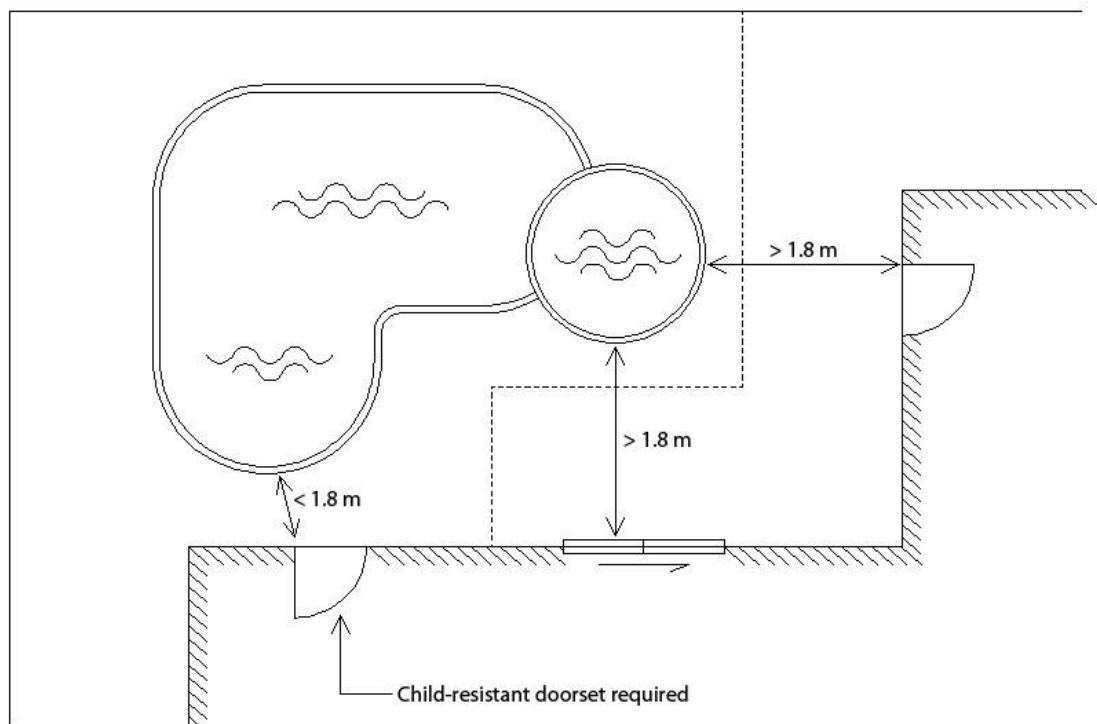 > 1.8 m
> 1.8 m
< 1.8 m
Child-resistant doorset required